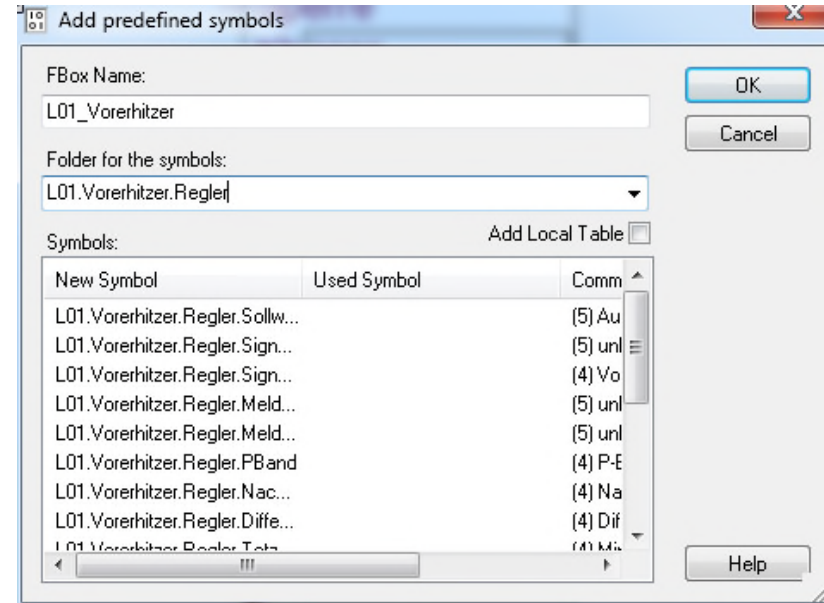 Add predefined symbols
FBox Name:
OK
L01_Vorerhitzer
Cancel
Folder for the symbols:
L01.Vorerhitzer.Regler
Symbols:
Add Local Table
New Symbol Used Symbol Comm
L01.Vorerhitzer.Regler.Sollw... (5) Au
L01.Vorerhitzer.Regler.Sign... (5) unl
L01.Vorerhitzer.Regler.Sign... (4) Vo
L01.Vorerhitzer.Regler.Meld... (5) unl
L01.Vorerhitzer.Regler.Meld... (5) unl
L01.Vorerhitzer.Regler.PBand (4) P-E
L01.Vorerhitzer.Regler.Nac... (4) Na
L01.Vorerhitzer.Regler.Diffe... (4) Dif
Help